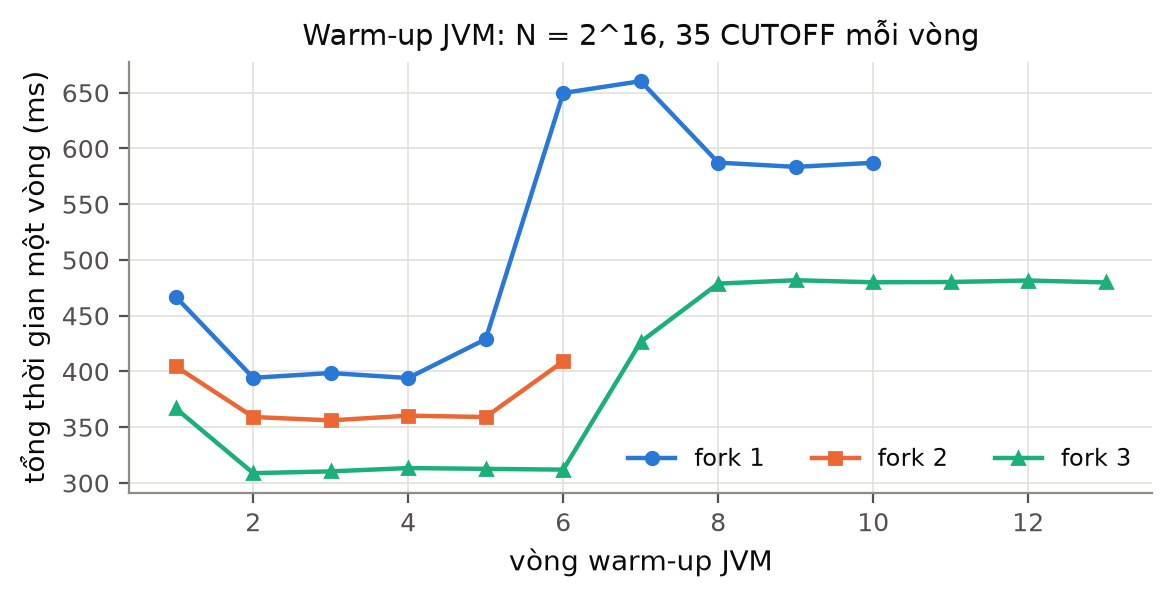 Warm-up JVM: N = 2^16, 35 CUTOFF mỗi vòng
tổng thời gian một vòng (ms)
650
600
550
500
450
400
350
300
fork 1 fork 2 fork 3
2 4 6 8 10 12
vòng warm-up JVM